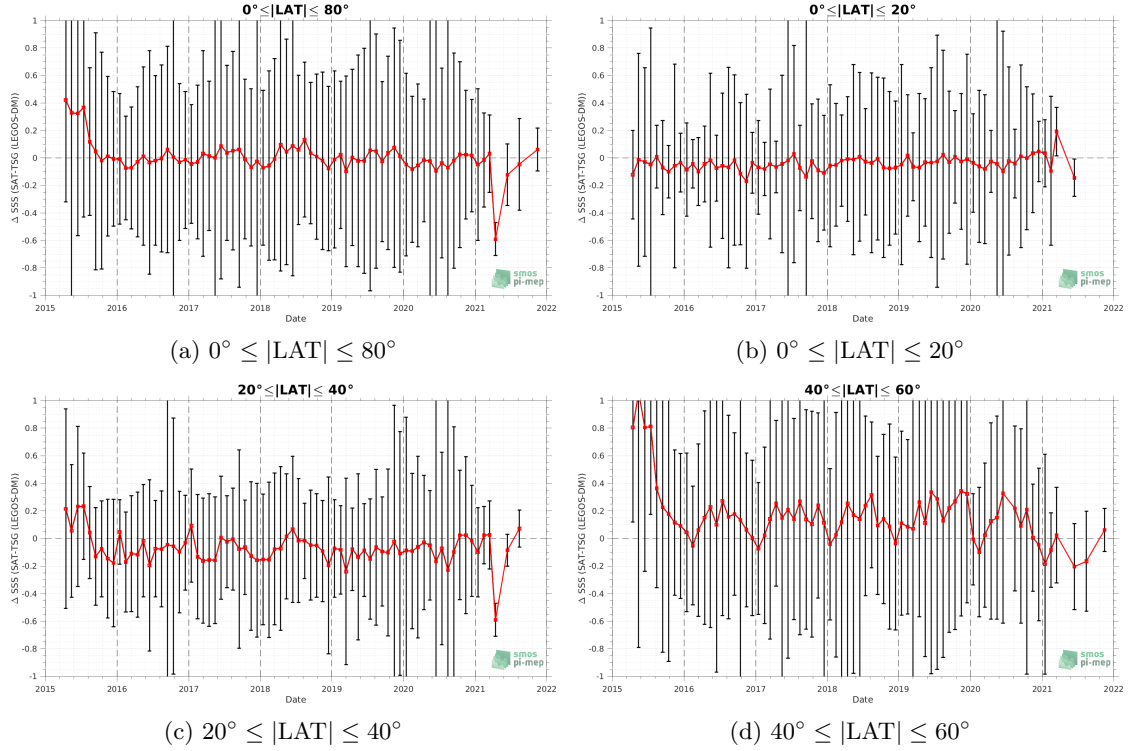 0°≤|LAT|≤ 80°
Δ SSS (SAT-TSG (LEGOS-DM))
1
0.8
0.6
0.4
0.2
0
-0.2
-0.4
-0.6
-0.8
-1
2015 2016 2017 2018 2019 2020 2021 2022
Date
smos
pi-mep
(a) 0° ≤ |LAT| ≤ 80°
0°≤|LAT|≤ 20°
Δ SSS (SAT-TSG (LEGOS-DM))
1
0.8
0.6
0.4
0.2
0
-0.2
-0.4
-0.6
-0.8
-1
2015 2016 2017 2018 2019 2020 2021 2022
Date
smos
pi-mep
(b) 0° ≤ |LAT| ≤ 20°
20°≤|LAT|≤ 40°
Δ SSS (SAT-TSG (LEGOS-DM))
1
0.8
0.6
0.4
0.2
0
-0.2
-0.4
-0.6
-0.8
-1
2015 2016 2017 2018 2019 2020 2021 2022
Date
smos
pi-mep
(c) 20° ≤ |LAT| ≤ 40°
40°≤|LAT|≤ 60°
Δ SSS (SAT-TSG (LEGOS-DM))
1
0.8
0.6
0.4
0.2
0
-0.2
-0.4
-0.6
-0.8
-1
2015 2016 2017 2018 2019 2020 2021 2022
Date
smos
pi-mep
(d) 40° ≤ |LAT| ≤ 60°